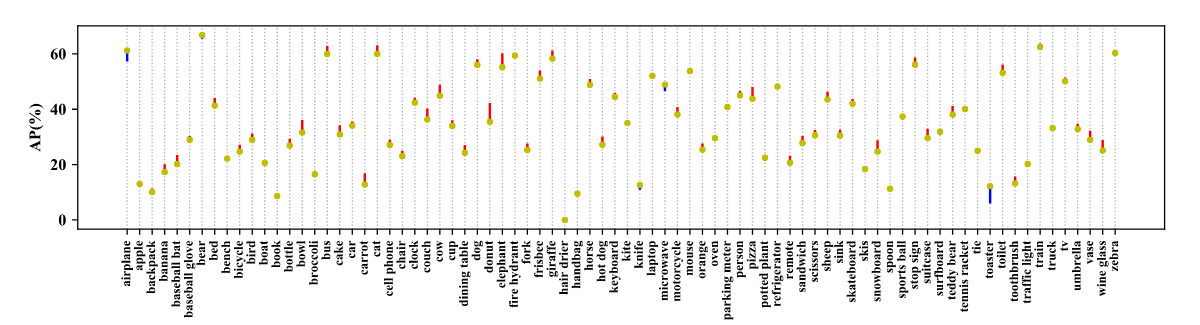 AP(%)
60
40
20
0
airplane
apple
backpack
banana
baseball bat
baseball glove
bear
bed
bench
bicycle
bird
boat
book
bottle
bowl
broccoli
bus
cake
car
carrot
cat
cell phone
chair
clock
couch
cow
cup
dining table
dog
donut
elephant
fire hydrant
fork
frisbee
giraffe
hair drier
handbag
horse
hot dog
keyboard
kite
knife
laptop
microwave
motorcycle
mouse
orange
oven
parking meter
person
pizza
potted plant
refrigerator
remote
sandwich
scissors
sheep
sink
skateboard
skis
snowboard
spoon
sports ball
stop sign
suitcase
surfboard
teddy bear
tennis racket
tie
toaster
toilet
toothbrush
traffic light
train
truck
tv
umbrella
vase
wine glass
zebra